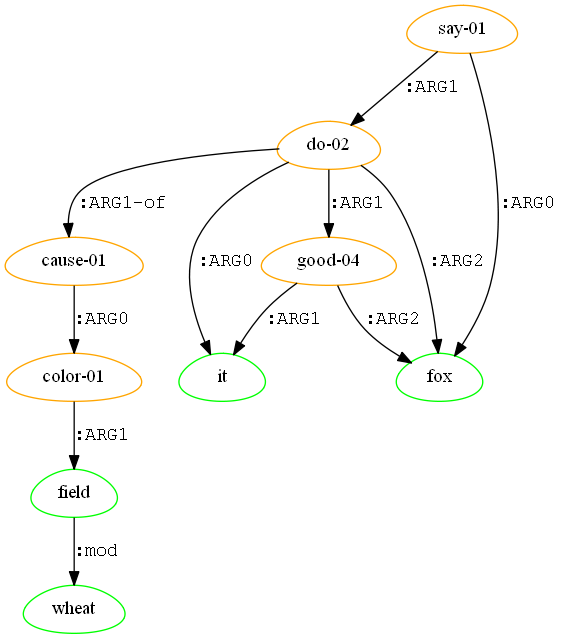 say-01
:ARG1
do-02
:ARG1-of
:ARG0
:ARG1
:ARG2
:ARG0
cause-01
good-04
:ARG0
:ARG1
:ARG2
color-01
it
fox
:ARG1
field
:mod
wheat